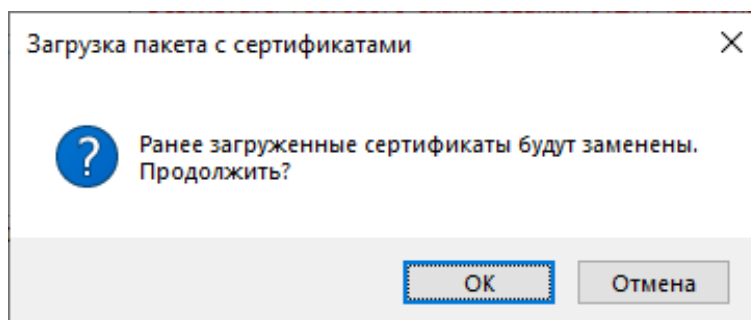 Загрузка пакета с сертификатами
Ранее загруженные сертификаты будут заменены.
Продолжить?
ОК
Отмена